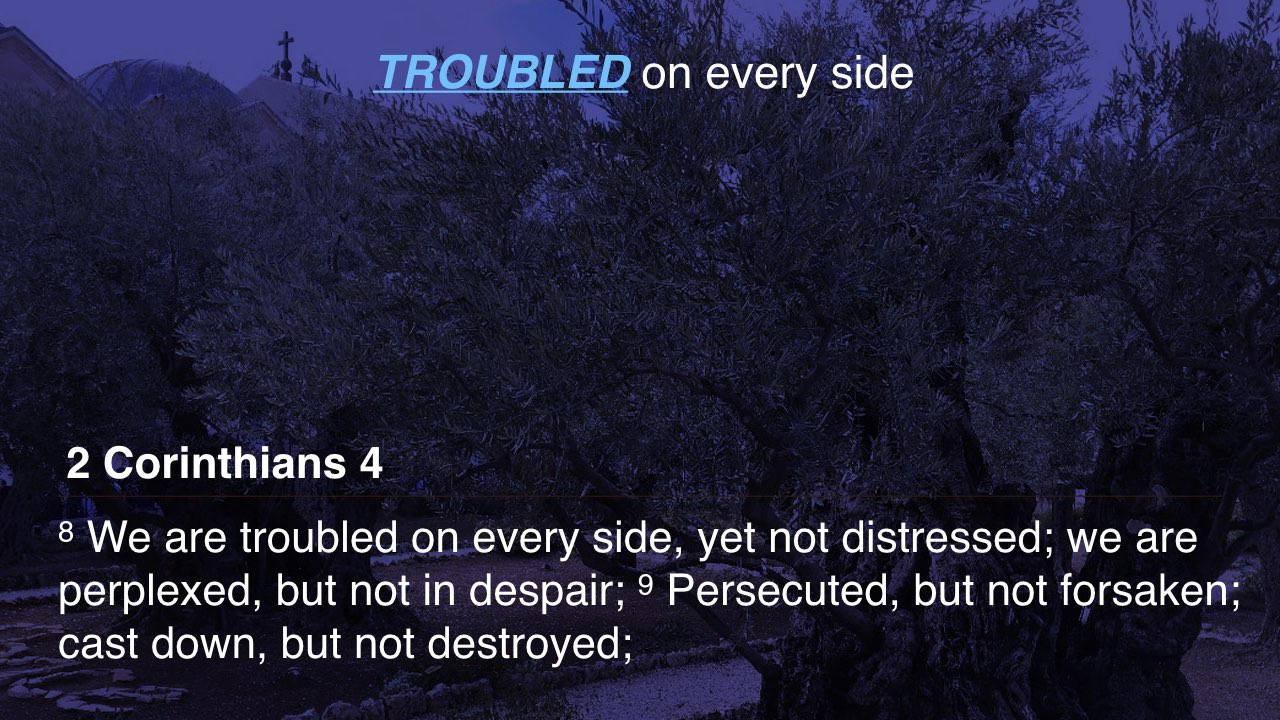 TROUBLED on every side
2 Corinthians 4
8 We are troubled on every side, yet not distressed; we are
perplexed, but not in despair; 9 Persecuted, but not forsaken;
cast down, but not destroyed;